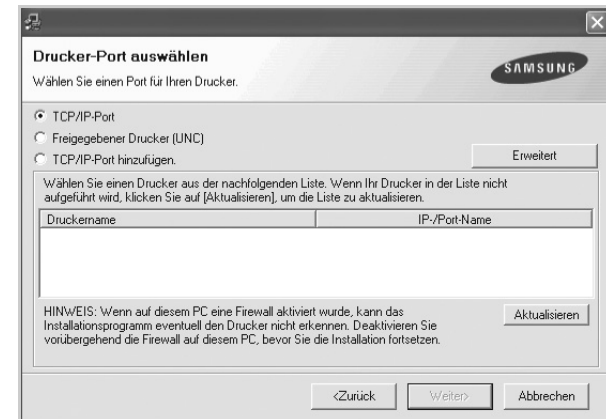 Drucker-Port auswählen
Wählen Sie einen Port für Ihren Drucker.
SAMSUNG
TCP/IP-Port
Freigegebener Drucker (UNC)
TCP/IP-Port hinzufügen.
Erweitert
Wählen Sie einen Drucker aus der nachfolgenden Liste. Wenn Ihr Drucker in der Liste nicht
aufgeführt wird, klicken Sie auf [Aktualisieren], um die Liste zu aktualisieren.
Druckername
IP-/Port-Name
HINWEIS: Wenn auf diesem PC eine Firewall aktiviert wurde, kann das
Installationsprogramm eventuell den Drucker nicht erkennen. Deaktivieren Sie
vorübergehend die Firewall auf diesem PC, bevor Sie die Installation fortsetzen.
Aktualisieren
<Zurück
Weiter>
Abbrechen